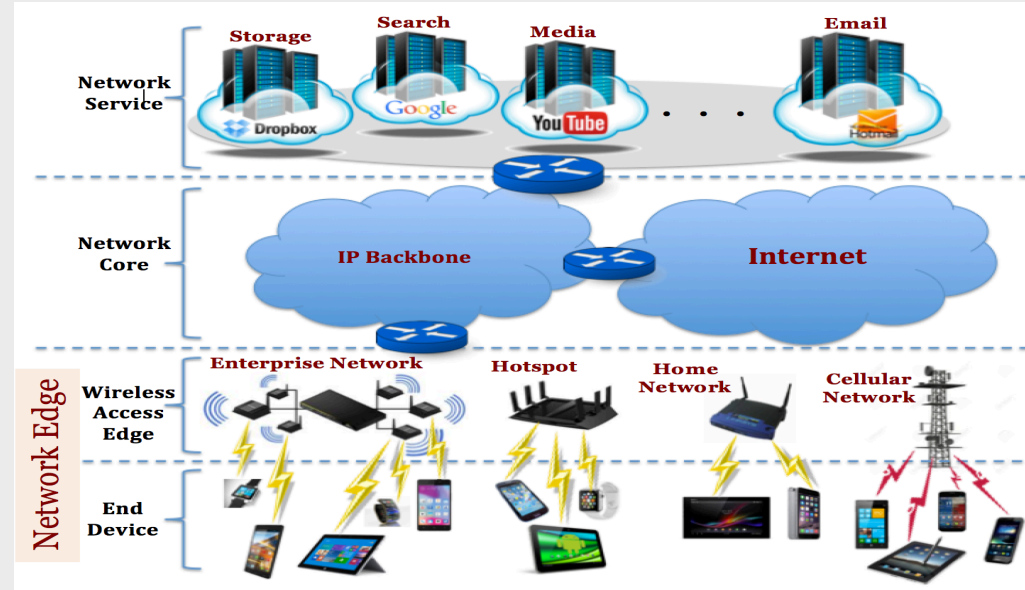 Storage
Search
Media
Email
Network
Service
Dropbox
Google
YouTube
Hotmail
. . .
Network
Core
IP Backbone
Internet
Network Edge
Wireless
Access
Edge
Enterprise Network
Hotspot
Home
Network
Cellular
Network
End
Device